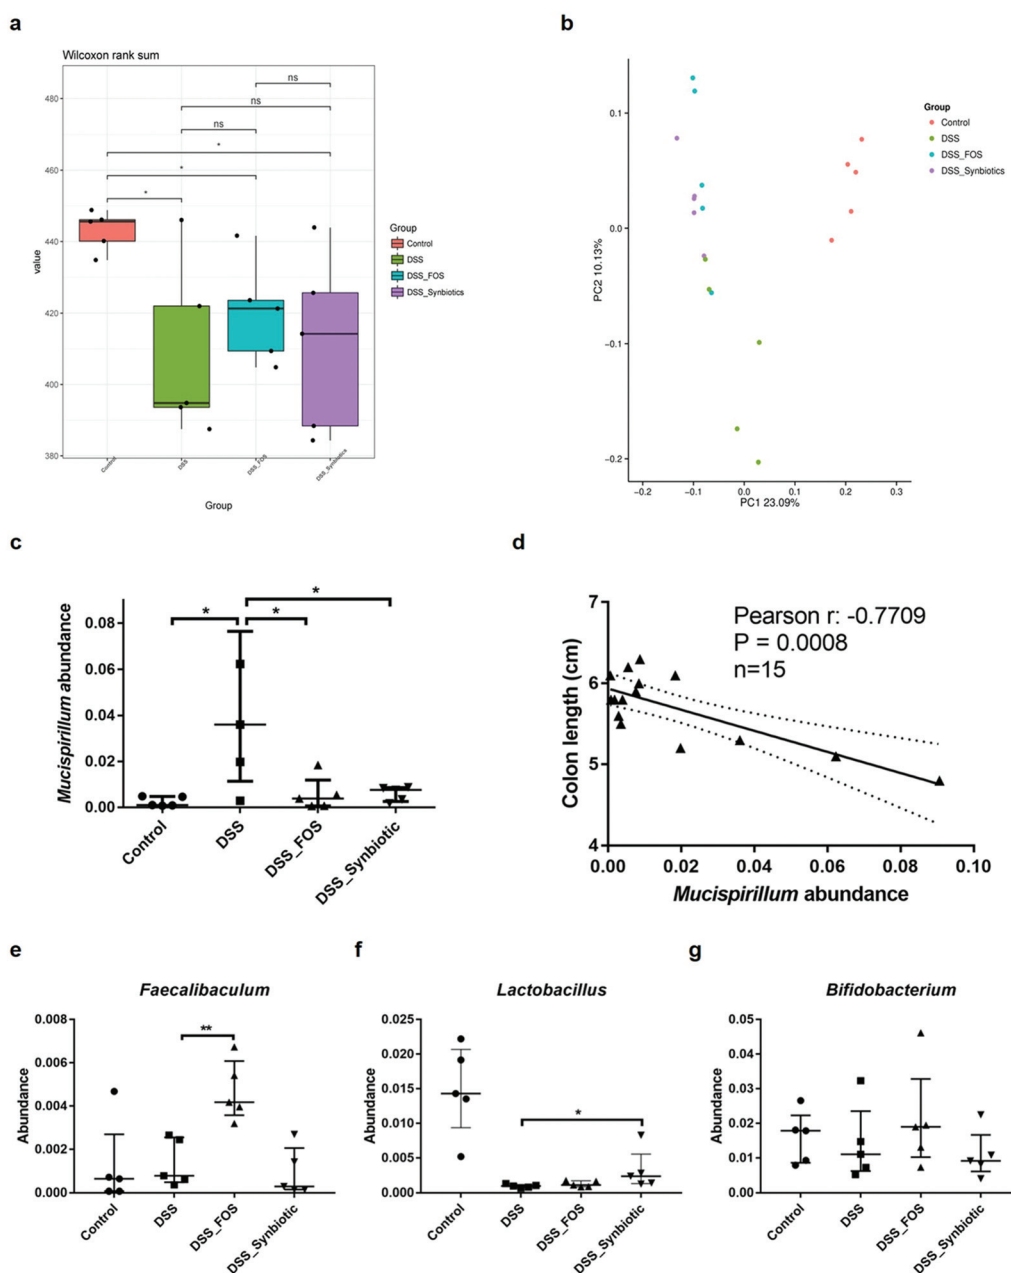 a
Wilcoxon rank sum
ns
ns
ns
*
*
*
480
460
440
420
400
380
value
Control
DSS
DSS_FOS
DSS_Synbiotics
Group
Group
Control
DSS
DSS_FOS
DSS_Synbiotics
b
0.1
0.0
−0.1
−0.2
PC2 10.13%
−0.2
−0.1
0.0
0.1
0.2
0.3
PC1 23.09%
Group
Control
DSS
DSS_FOS
DSS_Synbiotics
c
Mucispirillum abundance
0.08
0.06
0.04
0.02
0.00
*
*
*
Control
DSS
DSS_FOS
DSS_Synbiotic
d
Colon length (cm)
7
6
5
4
Pearson r: -0.7709
P = 0.0008
n=15
0.00
0.02
0.04
0.06
0.08
0.10
Mucispirillum abundance
e
Faecalibaculum
Abundance
0.008
0.006
0.004
0.002
0.000
**
Control
DSS
DSS_FOS
DSS_Synbiotic
f
Lactobacillus
Abundance
0.025
0.020
0.015
0.010
0.005
0.000
*
Control
DSS
DSS_FOS
DSS_Synbiotic
g
Bifidobacterium
Abundance
0.05
0.04
0.03
0.02
0.01
0.00
Control
DSS
DSS_FOS
DSS_Synbiotic